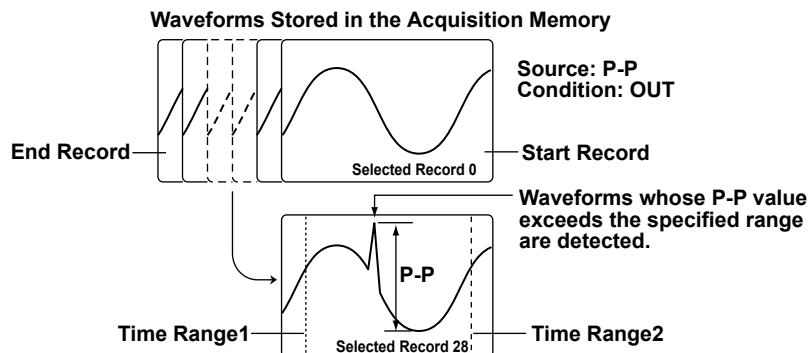 Waveforms Stored in the Acquisition Memory
Source: P-P
Condition: OUT
End Record
Start Record
Selected Record 0
Waveforms whose P-P value
exceeds the specified range
are detected.
P-P
Time Range1
Time Range2
Selected Record 28